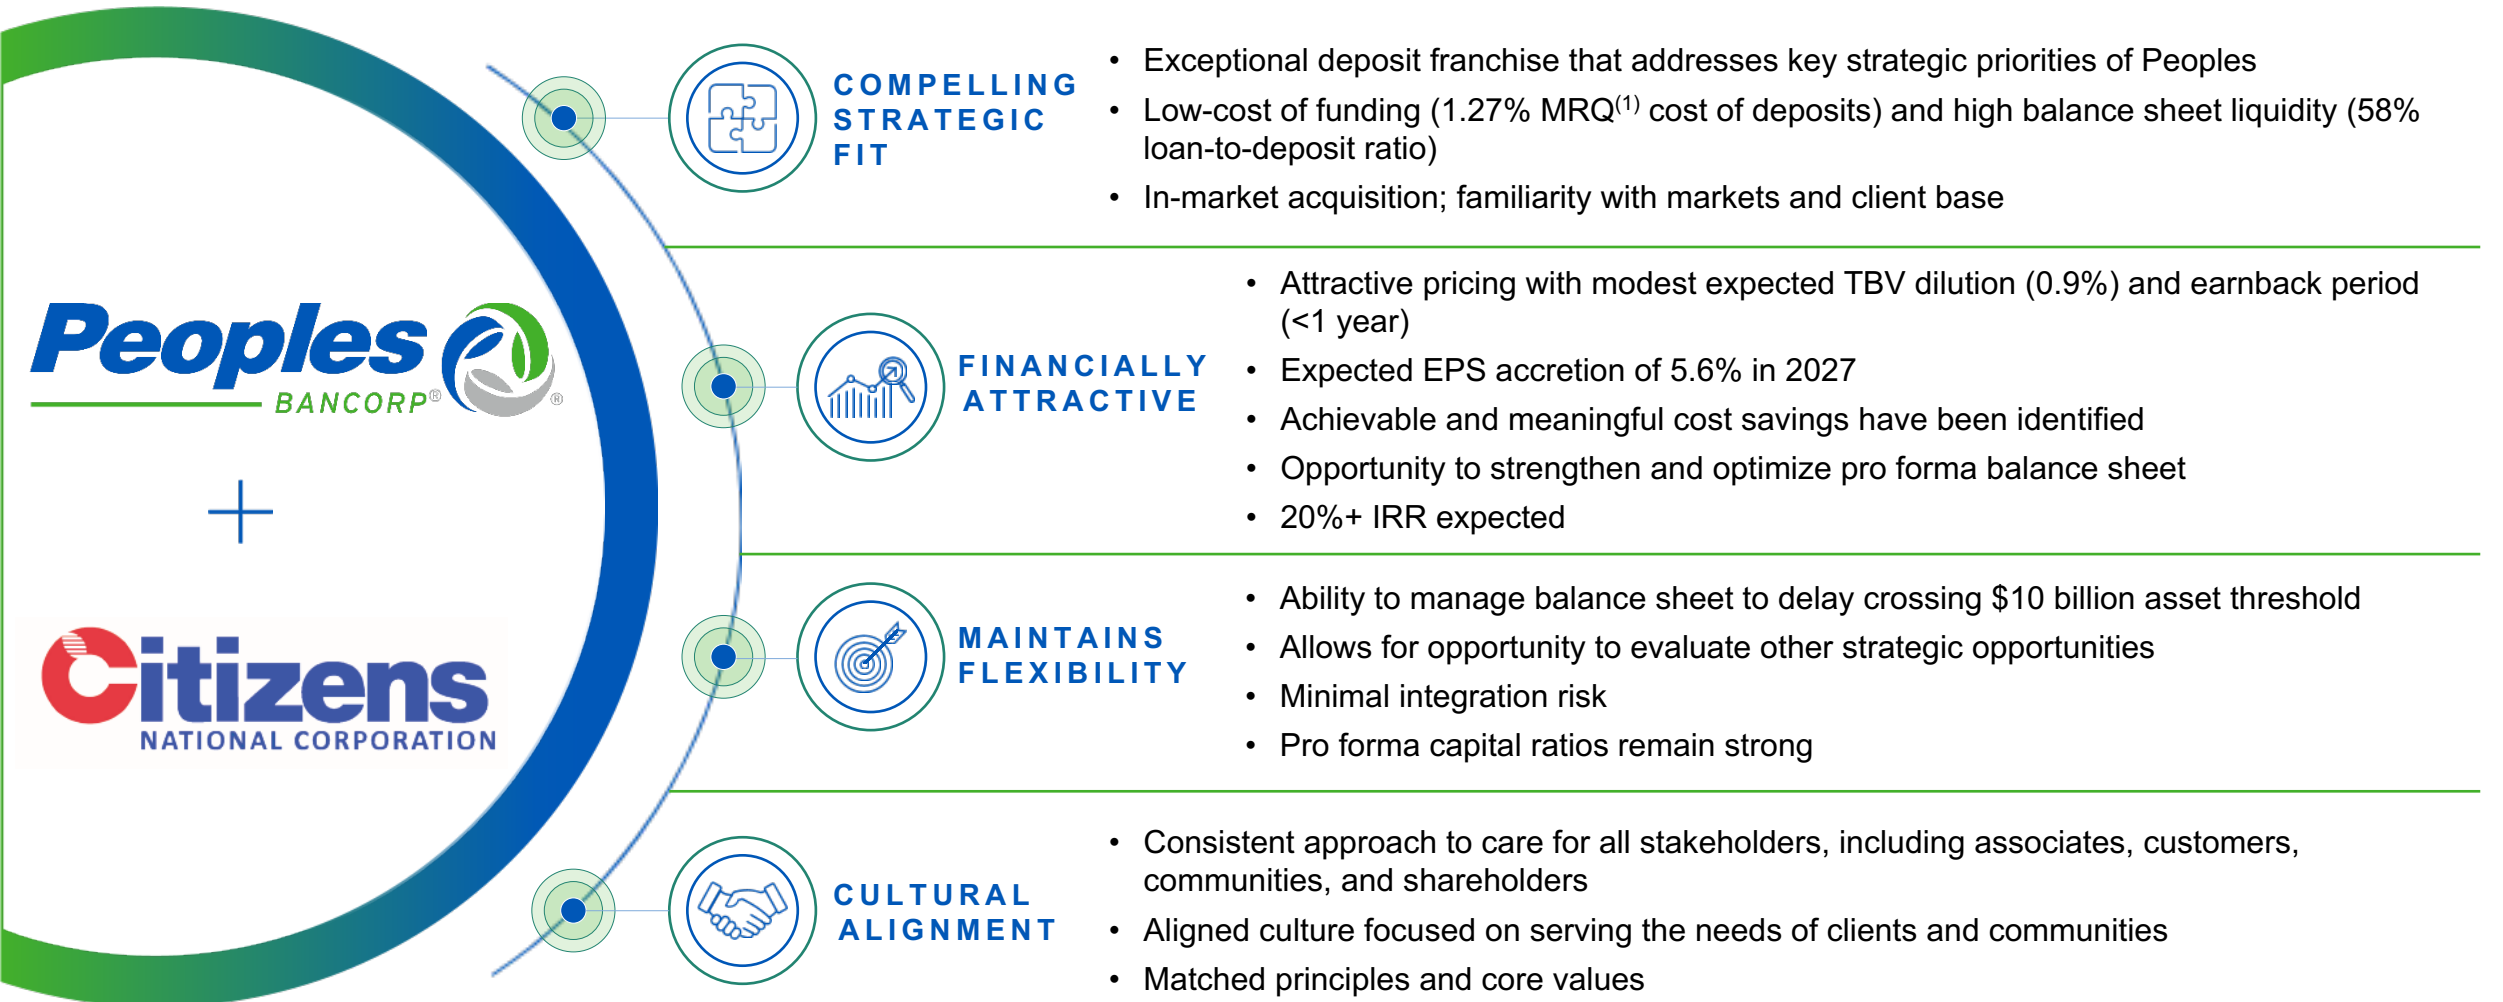 Peoples
BANCORP®
®
Citizens
NATIONAL CORPORATION
COMPELLING
STRATEGIC
FIT
• Exceptional deposit franchise that addresses key strategic priorities of Peoples
• Low-cost of funding (1.27% MRQ(1) cost of deposits) and high balance sheet liquidity (58%
loan-to-deposit ratio)
• In-market acquisition; familiarity with markets and client base
FINANCIALLY
ATTRACTIVE
• Attractive pricing with modest expected TBV dilution (0.9%) and earnback period
(<1 year)
• Expected EPS accretion of 5.6% in 2027
• Achievable and meaningful cost savings have been identified
• Opportunity to strengthen and optimize pro forma balance sheet
• 20%+ IRR expected
MAINTAINS
FLEXIBILITY
• Ability to manage balance sheet to delay crossing $10 billion asset threshold
• Allows for opportunity to evaluate other strategic opportunities
• Minimal integration risk
• Pro forma capital ratios remain strong
CULTURAL
ALIGNMENT
• Consistent approach to care for all stakeholders, including associates, customers,
communities, and shareholders
• Aligned culture focused on serving the needs of clients and communities
• Matched principles and core values